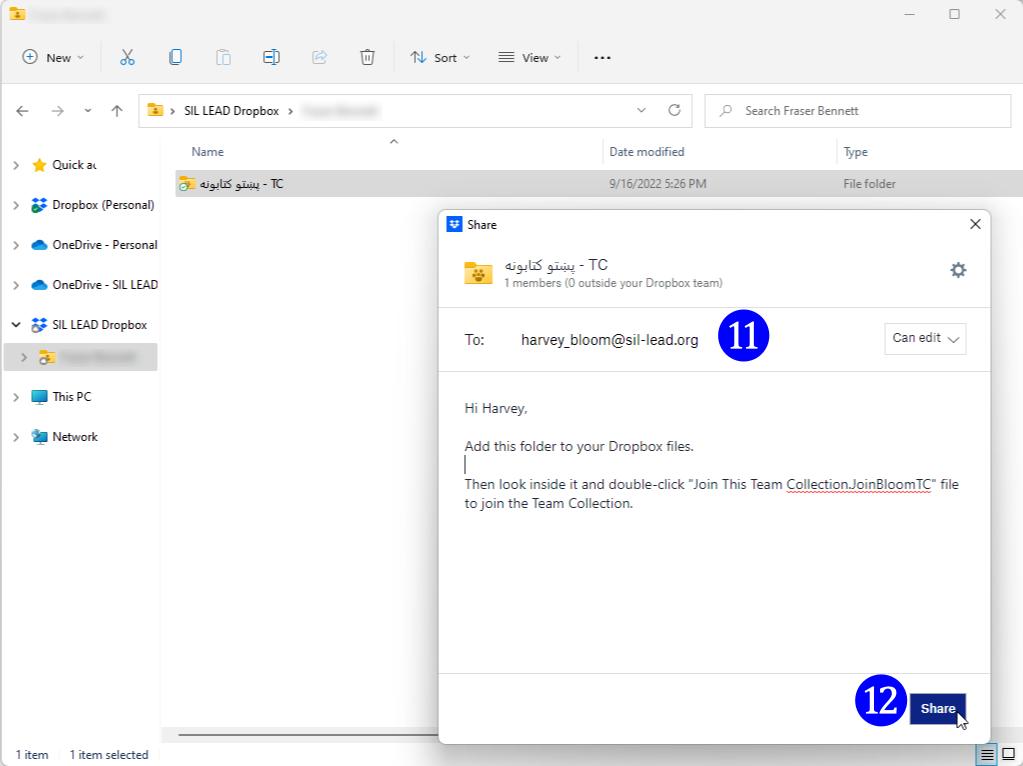 New
Sort
View
SIL LEAD Dropbox
Search Fraser Bennett
Name
Date modified
Type
Quick ac
Dropbox (Personal)
OneDrive - Personal
OneDrive - SIL LEAD
SIL LEAD Dropbox
This PC
Network
پښتو کتابونه - TC
9/16/2022 5:26 PM
File folder
Share
پښتو کتابونه - TC
1 members (0 outside your Dropbox team)
To:
harvey_bloom@sil-lead.org
11
Can edit
Hi Harvey,
Add this folder to your Dropbox files.
Then look inside it and double-click "Join This Team Collection.JoinBloomTC" file
to join the Team Collection.
12
Share
1 item
1 item selected